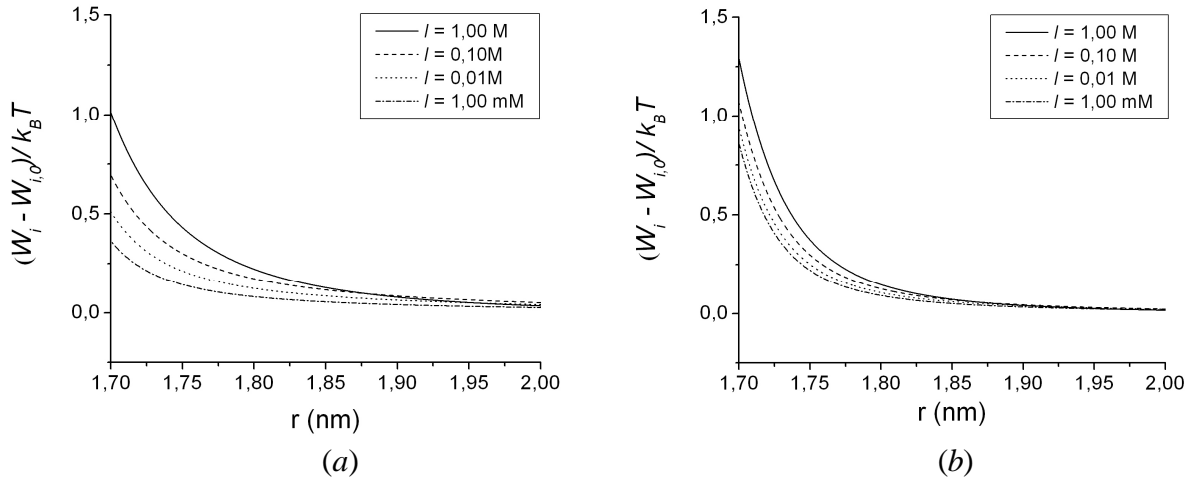 1,5
1,0
0,5
0,0
(W_i - W_{i,0})/ k_B T
I = 1,00 M
I = 0,10M
I = 0,01M
I = 1,00 mM
1,70 1,75 1,80 1,85 1,90 1,95 2,00
r (nm)
(a)
1,5
1,0
0,5
0,0
(W_i - W_{i,0})/ k_B T
I = 1,00 M
I = 0,10 M
I = 0,01 M
I = 1,00 mM
1,70 1,75 1,80 1,85 1,90 1,95 2,00
r (nm)
(b)